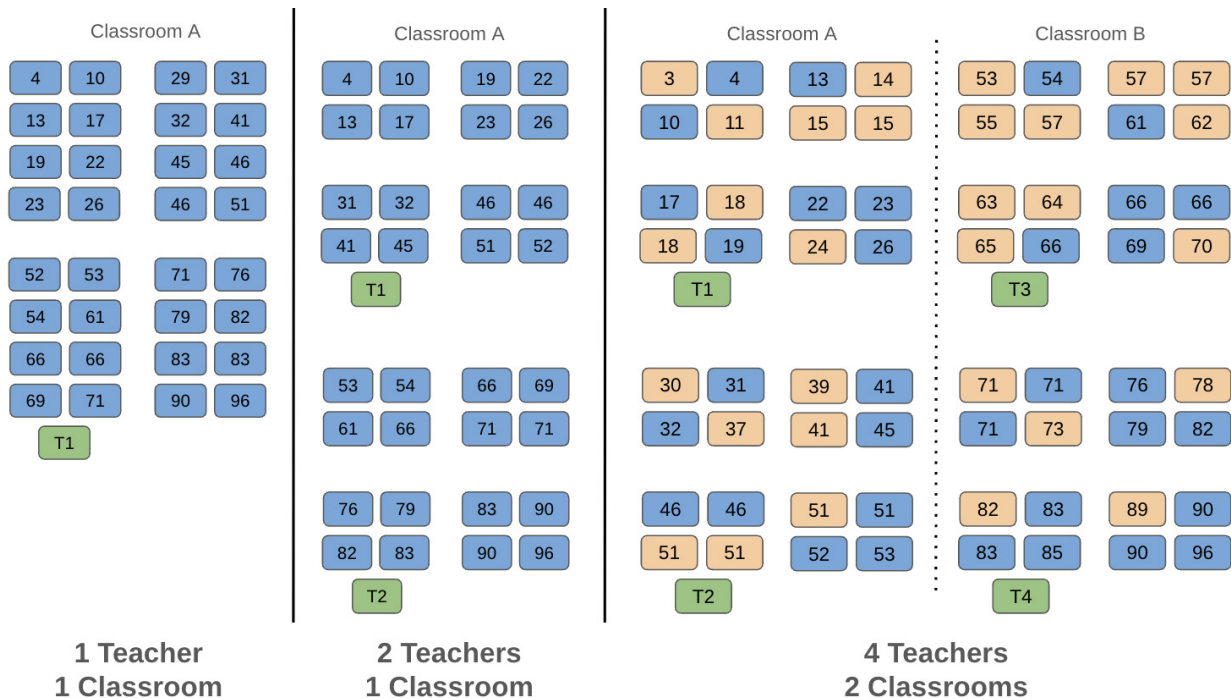 Classroom A
4 10 29 31
13 17 32 41
19 22 45 46
23 26 46 51
52 53 71 76
54 61 79 82
66 66 83 83
69 71 90 96
T1
1 Teacher
1 Classroom
Classroom A
4 10 19 22
13 17 23 26
31 32 46 46
41 45 51 52
T1
53 54 66 69
61 66 71 71
76 79 83 90
82 83 90 96
T2
2 Teachers
1 Classroom
Classroom A
3 4 13 14
10 11 15 15
17 18 22 23
18 19 24 26
T1
30 31 39 41
32 37 41 45
46 46 51 51
51 51 52 53
T2
Classroom B
53 54 57 57
55 57 61 62
63 64 66 66
65 66 69 70
T3
71 71 76 78
71 73 79 82
82 83 89 90
83 85 90 96
T4
4 Teachers
2 Classrooms